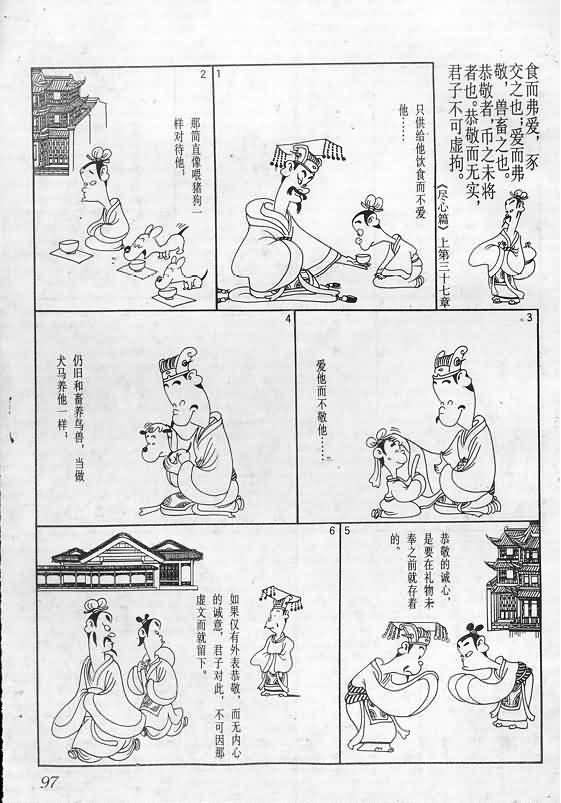 食而弗爱，豕
交之也；爱而弗
敬，兽畜之也。
恭敬者，币之未将
者也。恭敬而无实，
君子不可虚拘。
《尽心篇》上第三十七章
1
只供给他饮食而不爱
他……
2
那简直像喂猪狗一
样对待他；
3
爱他而不敬他……
4
仍旧和畜养鸟兽，当做
犬马养他一样；
5
恭敬的诚心，
是要在礼物未
奉之前就存着
的。
6
如果仅有外表恭敬，而无内心
的诚意，君子对此，不可因那
虚文而就留下。
97